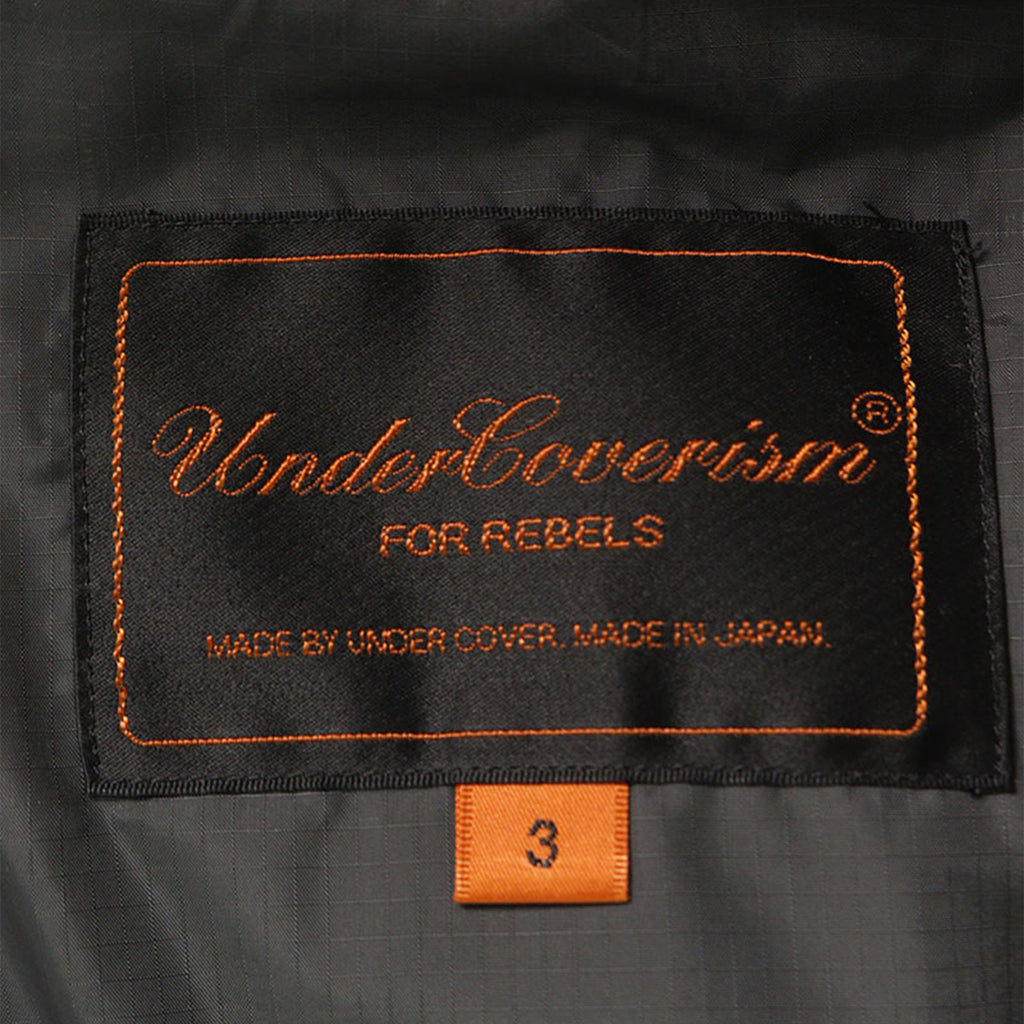 UnderCoverism®
FOR REBELS
MADE BY UNDER COVER. MADE IN JAPAN.
3